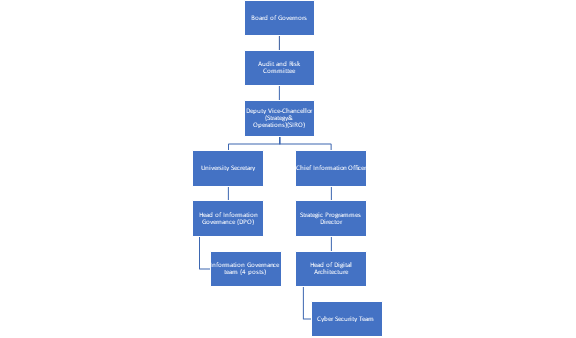 Board of Governors
Audit and Risk
Committee
Deputy Vice-Chancellor
(Strategy&
Operations)(SIRO)
University Secretary
Chief Information Officer
Head of Information
Governance (DPO)
Strategic Programmes
Director
Information Governance
team (4 posts)
Head of Digital
Architecture
Cyber Security Team